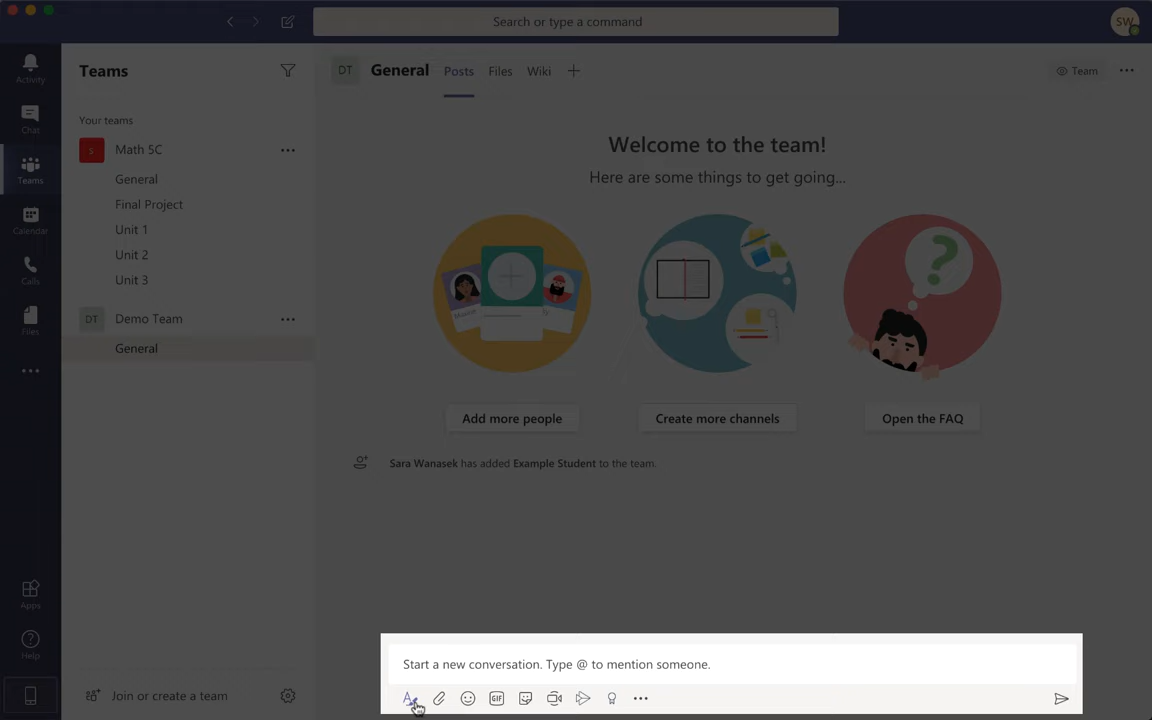 Search or type a command
SW
Activity
Chat
Teams
Calendar
Calls
Files
Apps
Help
Teams
Your teams
s
Math SC
General
Final Project
Unit 1
Unit 2
Unit 3
DT
Demo Team
General
Join or create a team
DT
General
Posts
Files
Wiki
Team
Welcome to the team!
Here are some things to get going...
Add more people
Create more channels
Open the FAQ
Sara Wanasek has added Example Student to the team.
Start a new conversation. Type @ to mention someone.
GIF